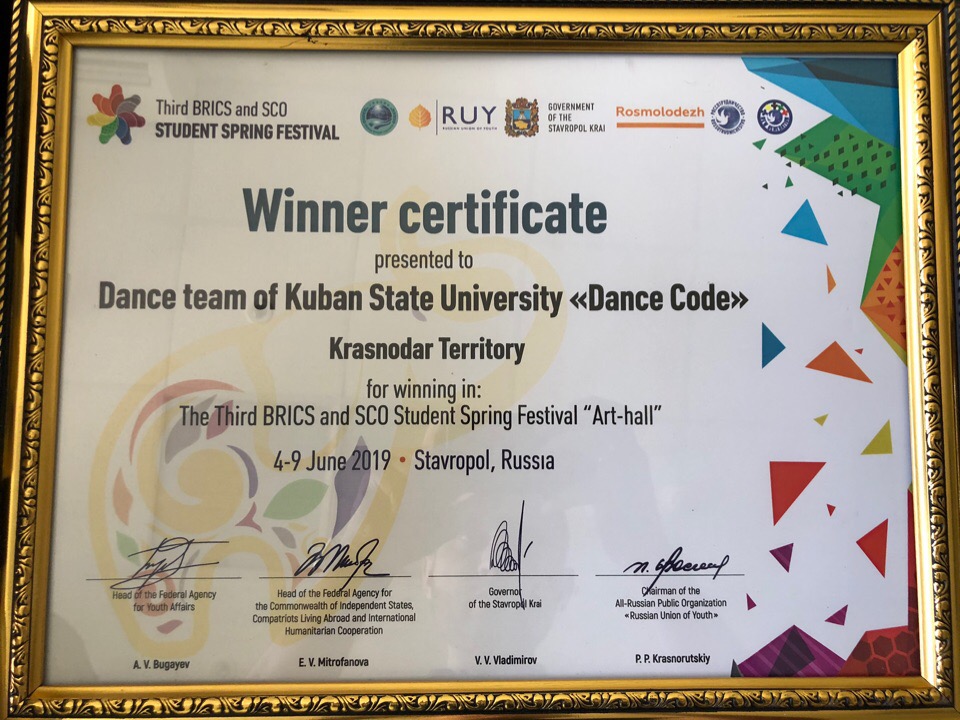 Third BRICS and SCO
STUDENT SPRING FESTIVAL
RUY
RUSSIAN UNION OF YOUTH
GOVERNMENT
OF THE
STAVROPOL KRAI
Rosmolodezh
Winner certificate
presented to
Dance team of Kuban State University «Dance Code»
Krasnodar Territory
for winning in:
The Third BRICS and SCO Student Spring Festival “Art-hall”
4-9 June 2019 • Stavropol, Russia
Head of the Federal Agency
for Youth Affairs
A. V. Bugayev
Head of the Federal Agency for
the Commonwealth of Independent States,
Compatriots Living Abroad and International
Humanitarian Cooperation
E. V. Mitrofanova
Governor
of the Stavropol Krai
V. V. Vladimirov
Chairman of the
All-Russian Public Organization
«Russian Union of Youth»
P. P. Krasnorutskiy